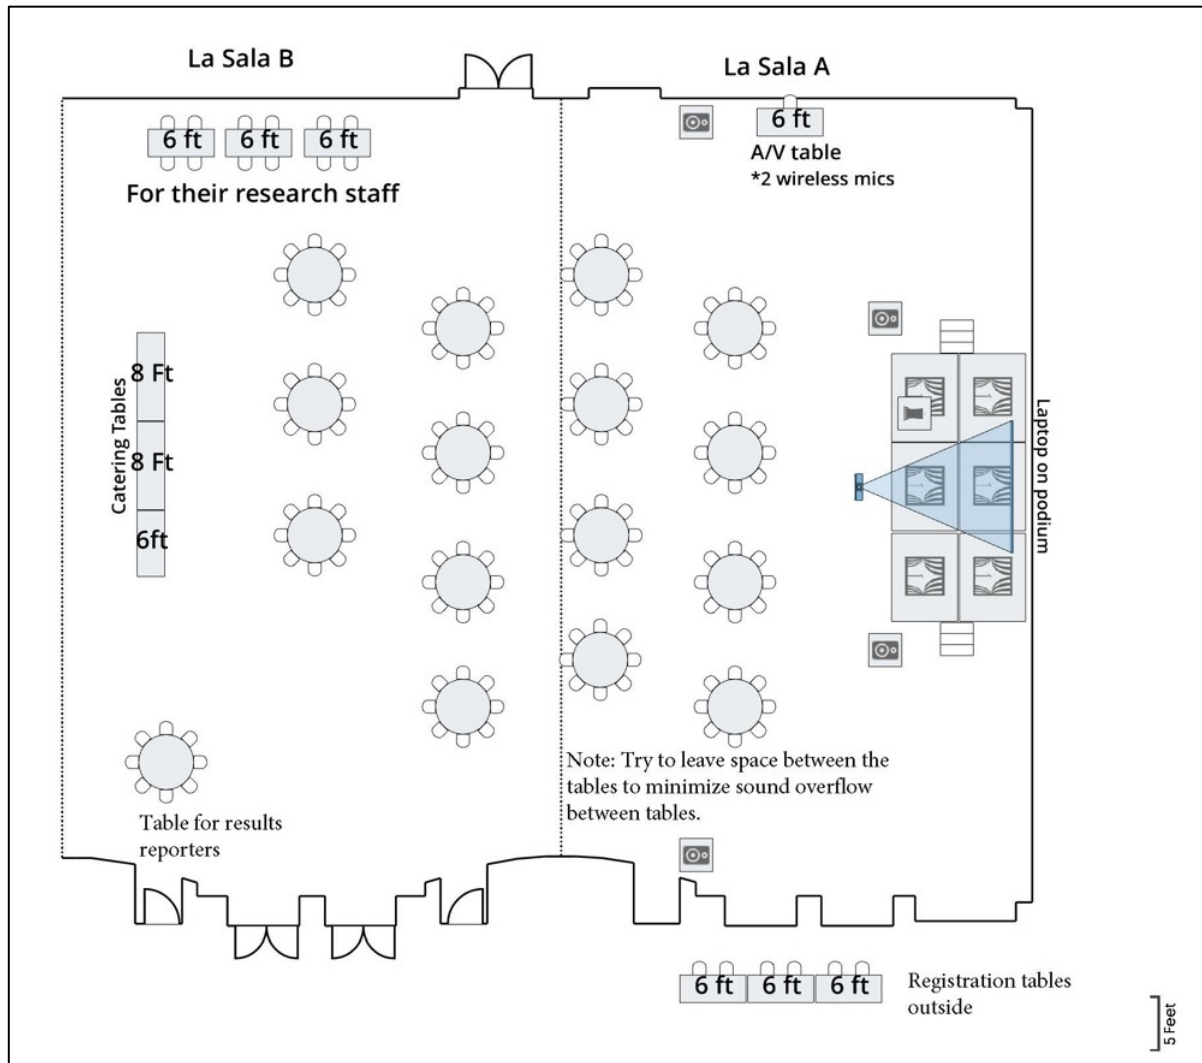 La Sala B
La Sala A
6 ft
6 ft
6 ft
For their research staff
6 ft
A/V table
*2 wireless mics
Catering Tables
8 Ft
8 Ft
6ft
Laptop on podium
Note: Try to leave space between the
tables to minimize sound overflow
between tables.
Table for results
reporters
6 ft
6 ft
6 ft
Registration tables
outside
5 Feet